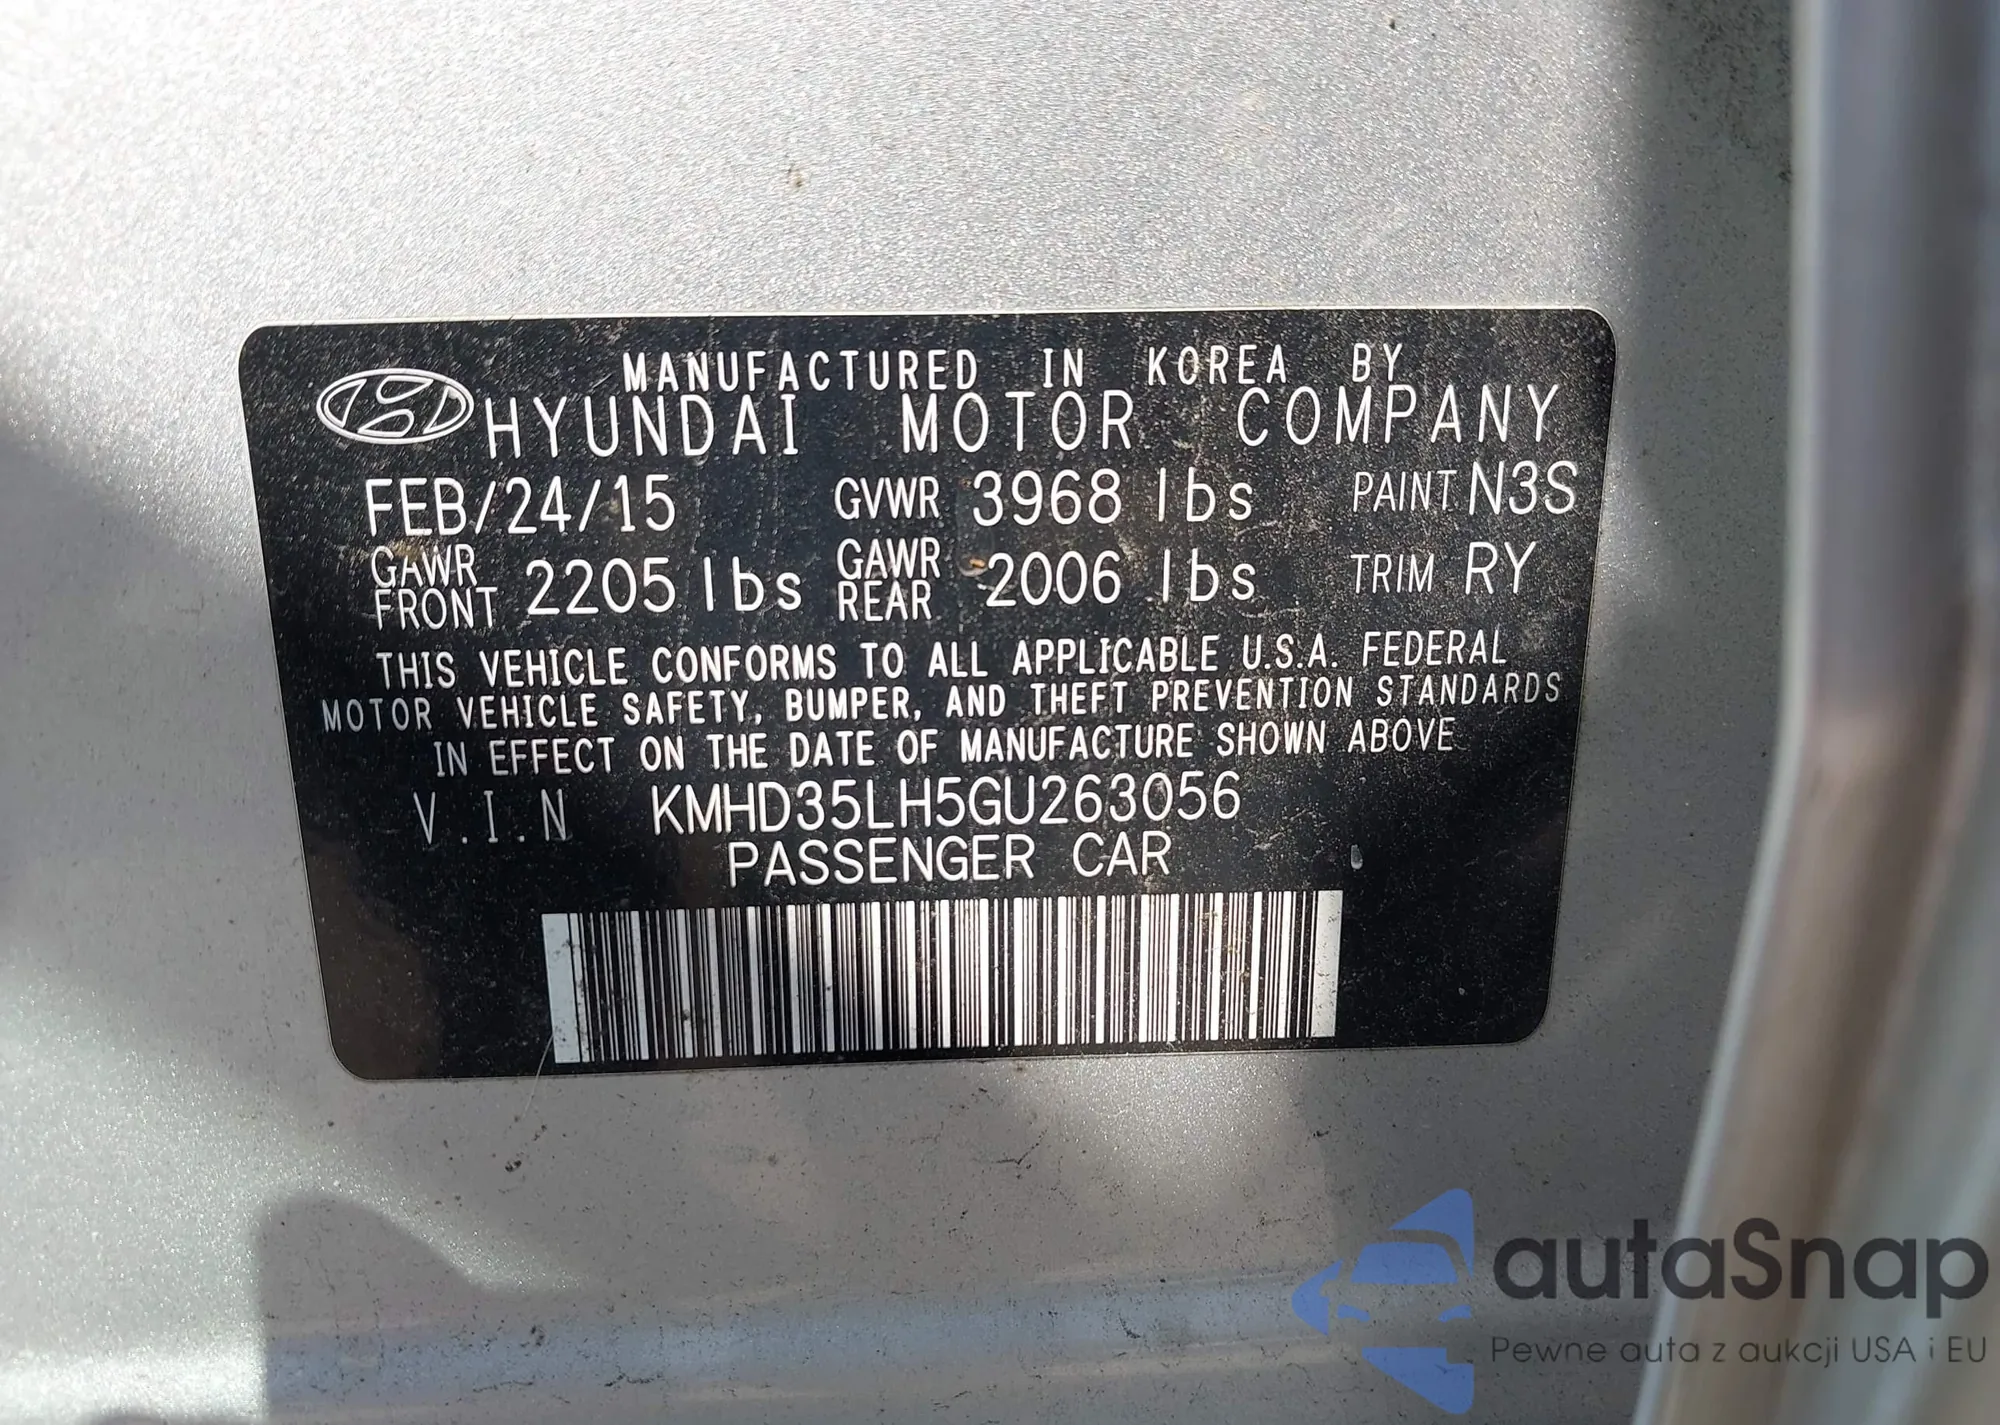 MANUFACTURED IN KOREA BY
HYUNDAI MOTOR COMPANY
FEB/24/15 GVWR 3968 lbs PAINT N3S
GAWR FRONT 2205 lbs GAWR REAR 2006 lbs TRIM RY
THIS VEHICLE CONFORMS TO ALL APPLICABLE U.S.A. FEDERAL
MOTOR VEHICLE SAFETY, BUMPER, AND THEFT PREVENTION STANDARDS
IN EFFECT ON THE DATE OF MANUFACTURE SHOWN ABOVE
V.I.N KMHD35LH5GU263056
PASSENGER CAR
autaSnap
Pewne auta z aukcji USA i EU